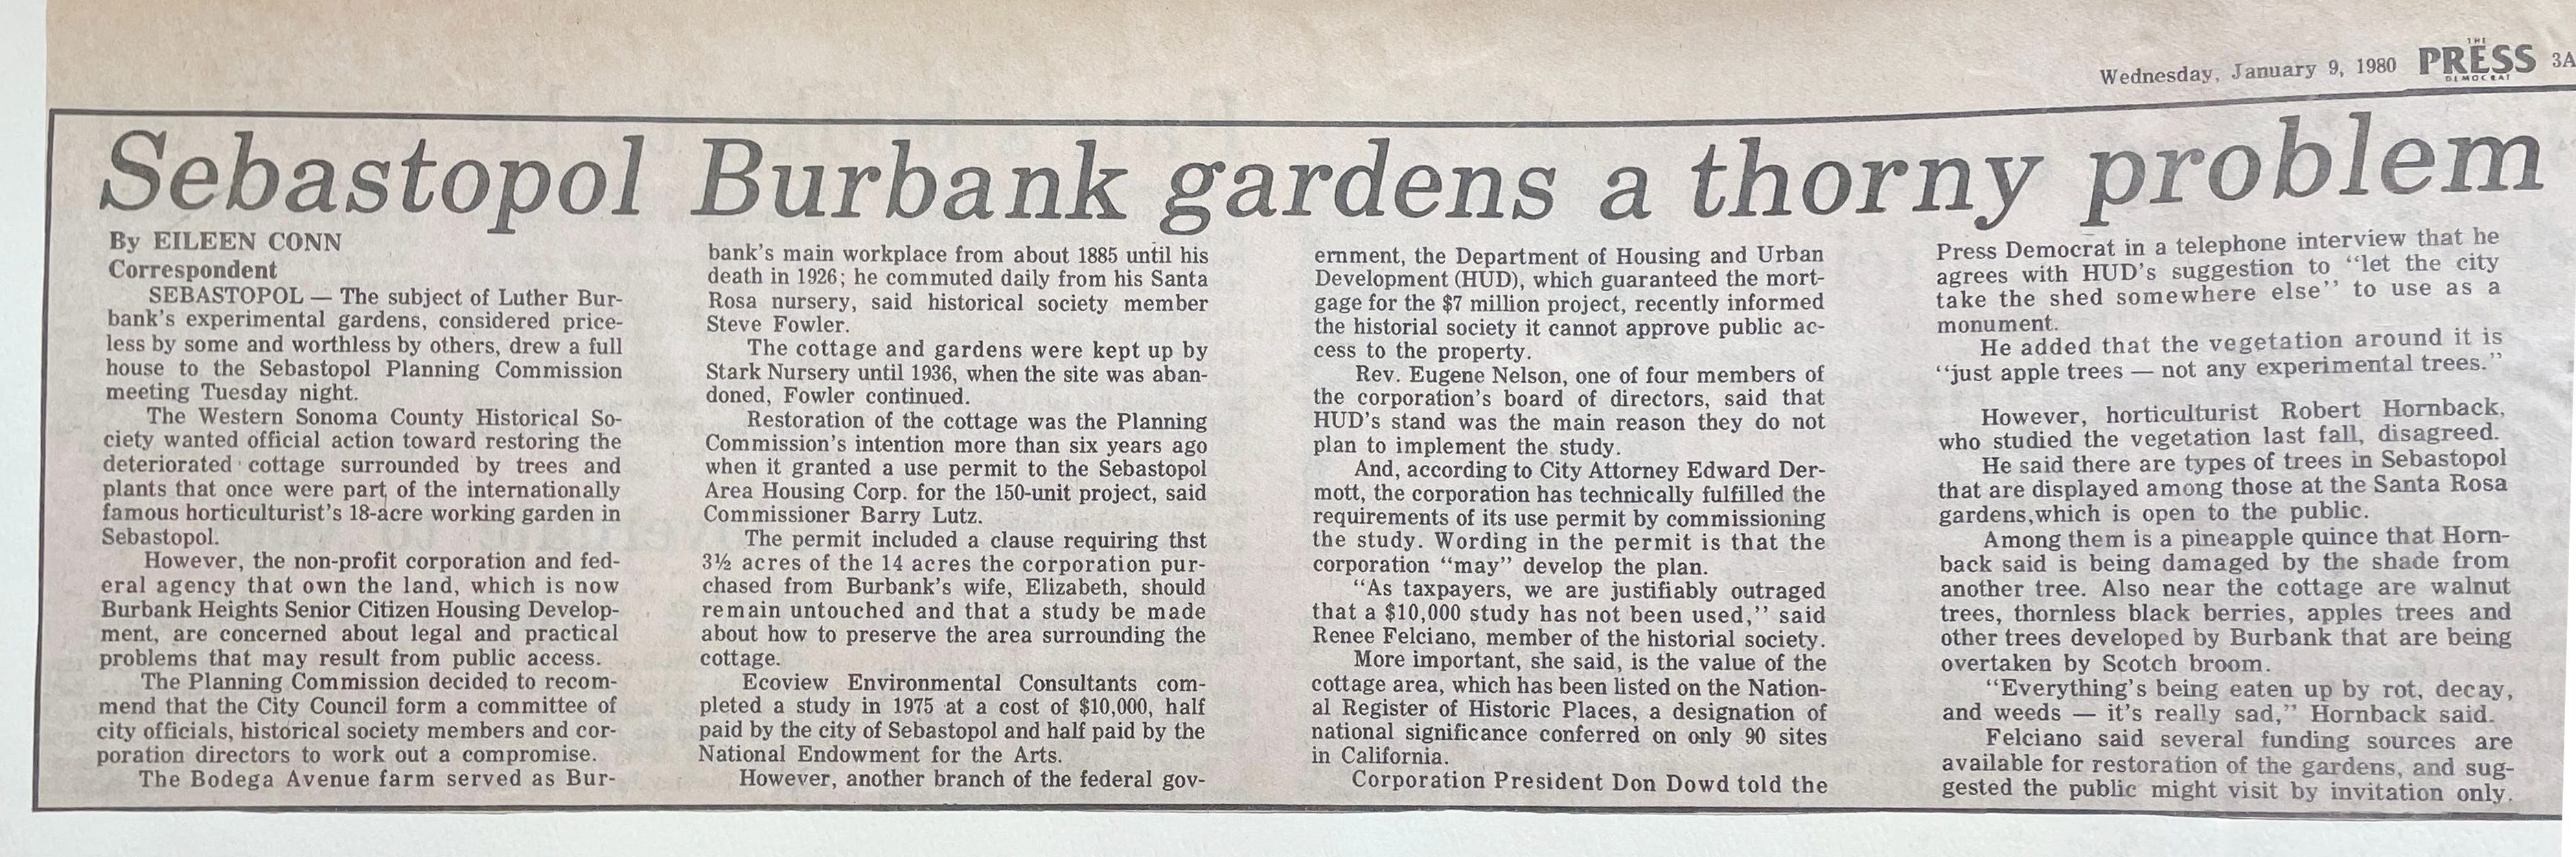 Wednesday, January 9, 1980 THE PRESS DEMOCRAT 3A
Sebastopol Burbank gardens a thorny problem
By EILEEN CONN
Correspondent
SEBASTOPOL — The subject of Luther Bur-
bank's experimental gardens, considered price-
less by some and worthless by others, drew a full
house to the Sebastopol Planning Commission
meeting Tuesday night.
The Western Sonoma County Historical So-
ciety wanted official action toward restoring the
deteriorated cottage surrounded by trees and
plants that once were part of the internationally
famous horticulturist's 18-acre working garden in
Sebastopol.
However, the non-profit corporation and fed-
eral agency that own the land, which is now
Burbank Heights Senior Citizen Housing Develop-
ment, are concerned about legal and practical
problems that may result from public access.
The Planning Commission decided to recom-
mend that the City Council form a committee of
city officials, historical society members and cor-
poration directors to work out a compromise.
The Bodega Avenue farm served as Bur-
bank's main workplace from about 1885 until his
death in 1926; he commuted daily from his Santa
Rosa nursery, said historical society member
Steve Fowler.
The cottage and gardens were kept up by
Stark Nursery until 1936, when the site was aban-
doned, Fowler continued.
Restoration of the cottage was the Planning
Commission's intention more than six years ago
when it granted a use permit to the Sebastopol
Area Housing Corp. for the 150-unit project, said
Commissioner Barry Lutz.
The permit included a clause requiring thst
3½ acres of the 14 acres the corporation pur-
chased from Burbank's wife, Elizabeth, should
remain untouched and that a study be made
about how to preserve the area surrounding the
cottage.
Ecoview Environmental Consultants com-
pleted a study in 1975 at a cost of $10,000, half
paid by the city of Sebastopol and half paid by the
National Endowment for the Arts.
However, another branch of the federal gov-
ernment, the Department of Housing and Urban
Development (HUD), which guaranteed the mort-
gage for the $7 million project, recently informed
the historial society it cannot approve public ac-
cess to the property.
Rev. Eugene Nelson, one of four members of
the corporation's board of directors, said that
HUD's stand was the main reason they do not
plan to implement the study.
And, according to City Attorney Edward Der-
mott, the corporation has technically fulfilled the
requirements of its use permit by commissioning
the study. Wording in the permit is that the
corporation "may" develop the plan.
"As taxpayers, we are justifiably outraged
that a $10,000 study has not been used," said
Renee Felciano, member of the historial society.
More important, she said, is the value of the
cottage area, which has been listed on the Nation-
al Register of Historic Places, a designation of
national significance conferred on only 90 sites
in California.
Corporation President Don Dowd told the
Press Democrat in a telephone interview that he
agrees with HUD's suggestion to "let the city
take the shed somewhere else" to use as a
monument.
He added that the vegetation around it is
"just apple trees — not any experimental trees."
However, horticulturist Robert Hornback,
who studied the vegetation last fall, disagreed.
He said there are types of trees in Sebastopol
that are displayed among those at the Santa Rosa
gardens,which is open to the public.
Among them is a pineapple quince that Horn-
back said is being damaged by the shade from
another tree. Also near the cottage are walnut
trees, thornless black berries, apples trees and
other trees developed by Burbank that are being
overtaken by Scotch broom.
"Everything's being eaten up by rot, decay,
and weeds — it's really sad," Hornback said.
Felciano said several funding sources are
available for restoration of the gardens, and sug-
gested the public might visit by invitation only.